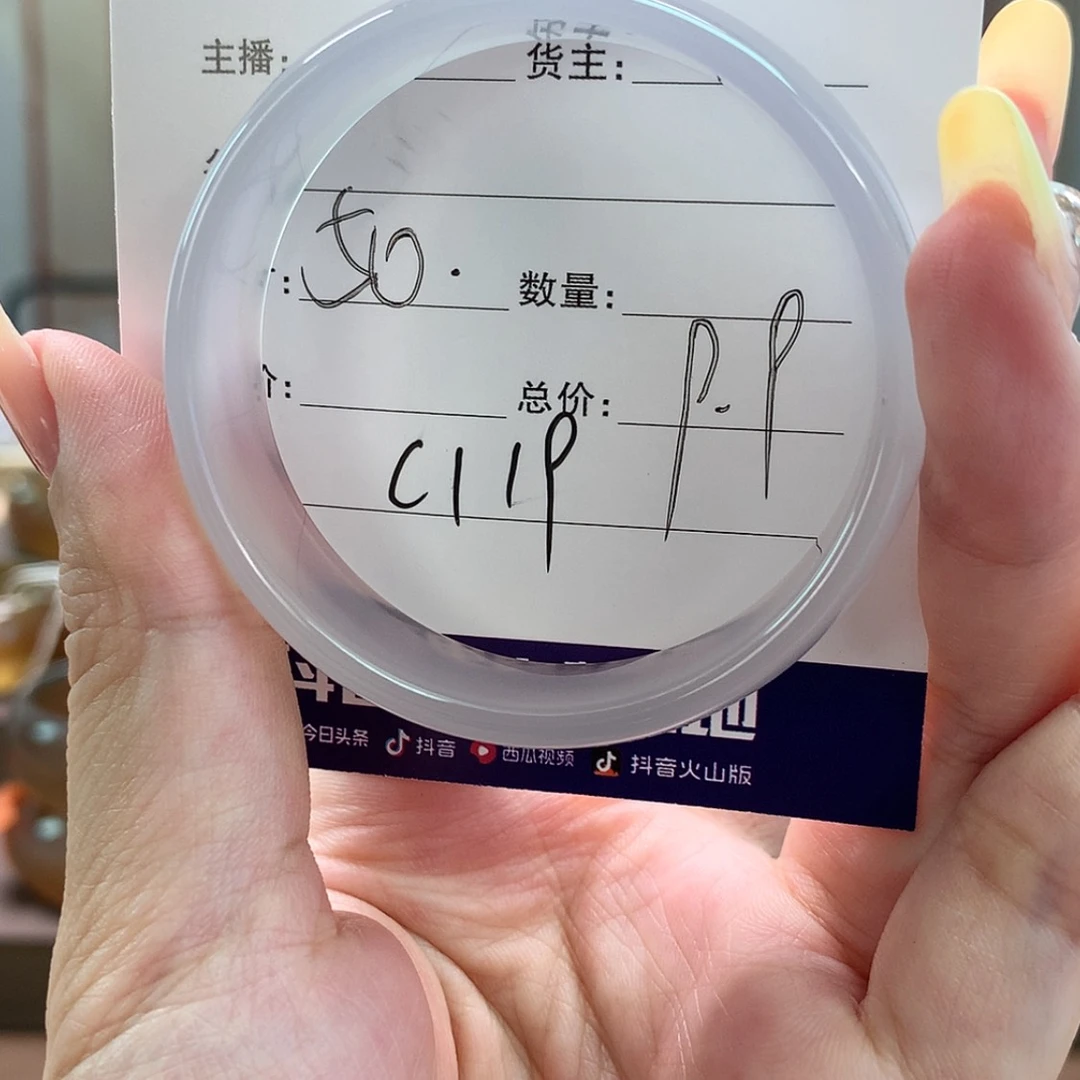 主播: 货主:
50. 数量:
价: 总价: P.P
C11P
今日头条 抖音 西瓜视频 抖音火山版